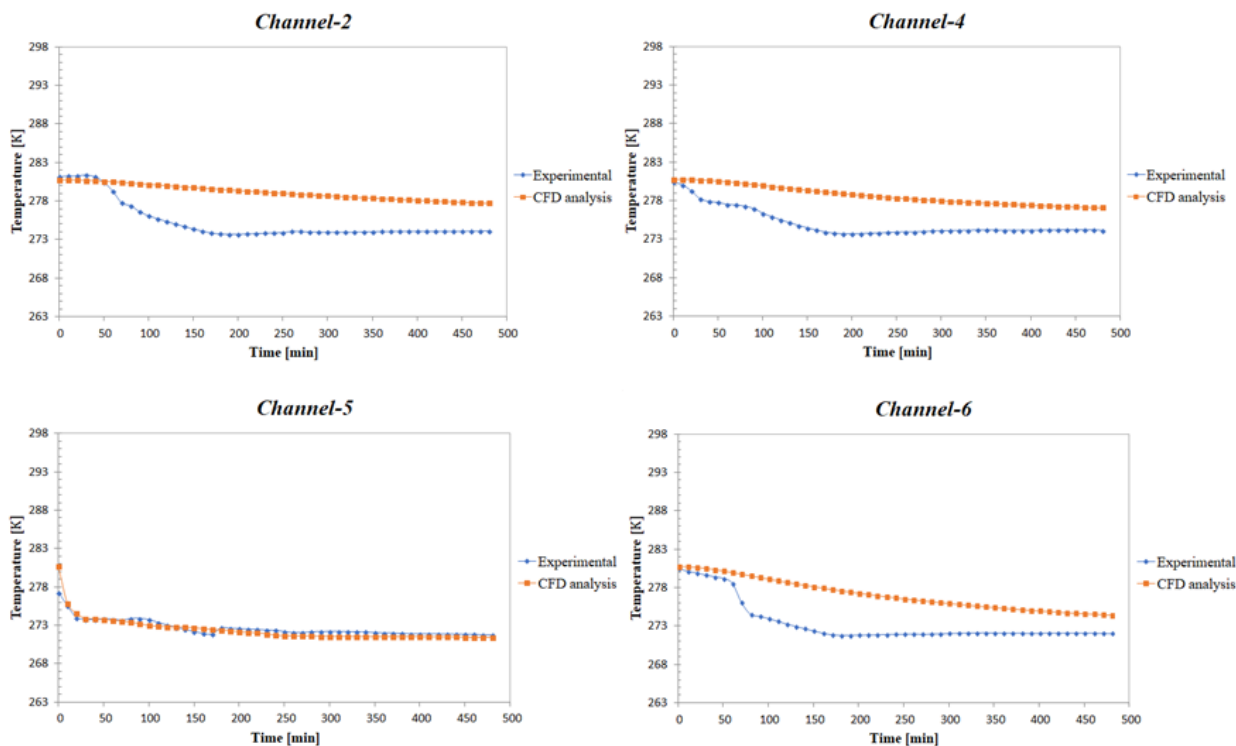 Channel-2
298
293
288
283
278
273
268
263
Temperature [K]
0 50 100 150 200 250 300 350 400 450 500
Time [min]
Experimental
CFD analysis
Channel-4
298
293
288
283
278
273
268
263
Temperature [K]
0 50 100 150 200 250 300 350 400 450 500
Time [min]
Experimental
CFD analysis
Channel-5
298
293
288
283
278
273
268
263
Temperature [K]
0 50 100 150 200 250 300 350 400 450 500
Time [min]
Experimental
CFD analysis
Channel-6
298
293
288
283
278
273
268
263
Temperature [K]
0 50 100 150 200 250 300 350 400 450 500
Time [min]
Experimental
CFD analysis